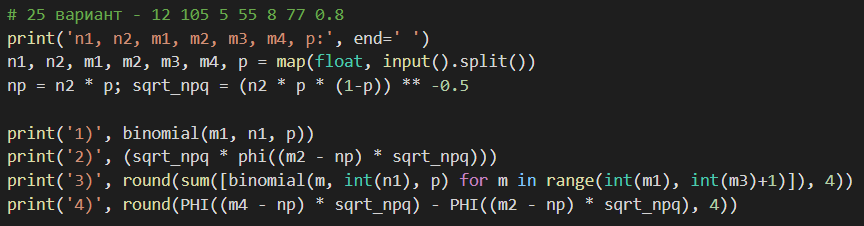 # 25 вариант - 12 105 5 55 8 77 0.8
print('n1, n2, m1, m2, m3, m4, p:', end=' ')
n1, n2, m1, m2, m3, m4, p = map(float, input().split())
np = n2 * p; sqrt_npq = (n2 * p * (1-p)) ** -0.5
print('1)', binomial(m1, n1, p))
print('2)', (sqrt_npq * phi((m2 - np) * sqrt_npq)))
print('3)', round(sum([binomial(m, int(n1), p) for m in range(int(m1), int(m3)+1)]), 4))
print('4)', round(PHI((m4 - np) * sqrt_npq) - PHI((m2 - np) * sqrt_npq), 4))